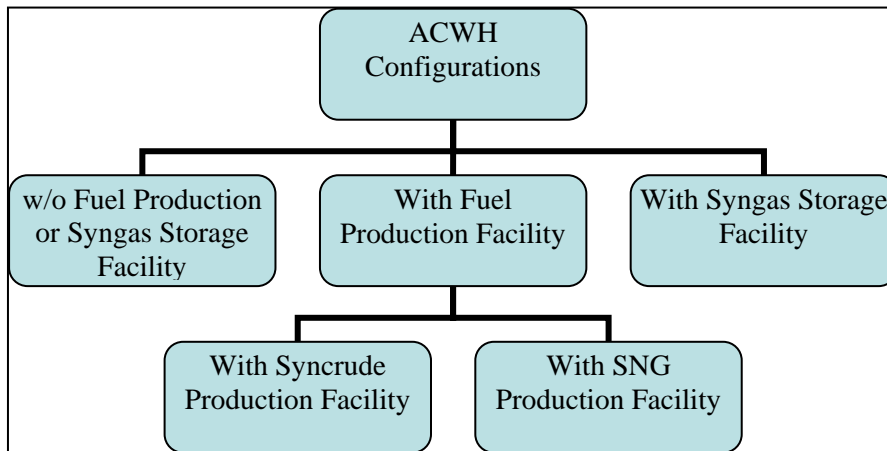 ACWH
Configurations
w/o Fuel Production
or Syngas Storage
Facility
With Fuel
Production Facility
With Syngas Storage
Facility
With Syncrude
Production Facility
With SNG
Production Facility